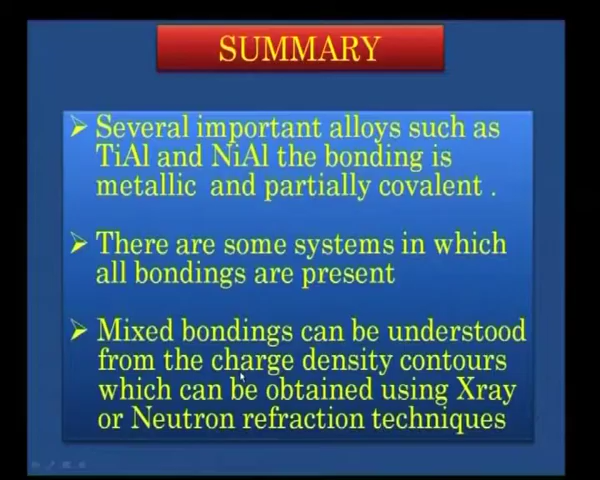 SUMMARY
➤ Several important alloys such as
TiAl and NiAl the bonding is
metallic and partially covalent .
➤ There are some systems in which
all bondings are present
➤ Mixed bondings can be understood
from the charge density contours
which can be obtained using Xray
or Neutron refraction techniques